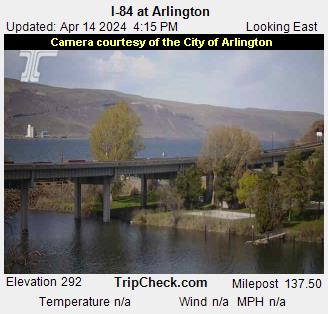 I-84 at Arlington
Updated: Apr 14 2024 4:15 PM Looking East
Camera courtesy of the City of Arlington
Elevation 292 TripCheck.com Milepost 137.50
Temperature n/a Wind n/a MPH n/a